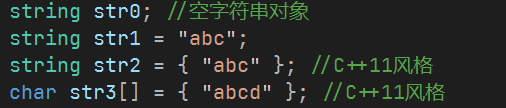 string str0; //空字符串对象
string str1 = "abc";
string str2 = { "abc" }; //C++11风格
char str3[] = { "abcd" }; //C++11风格